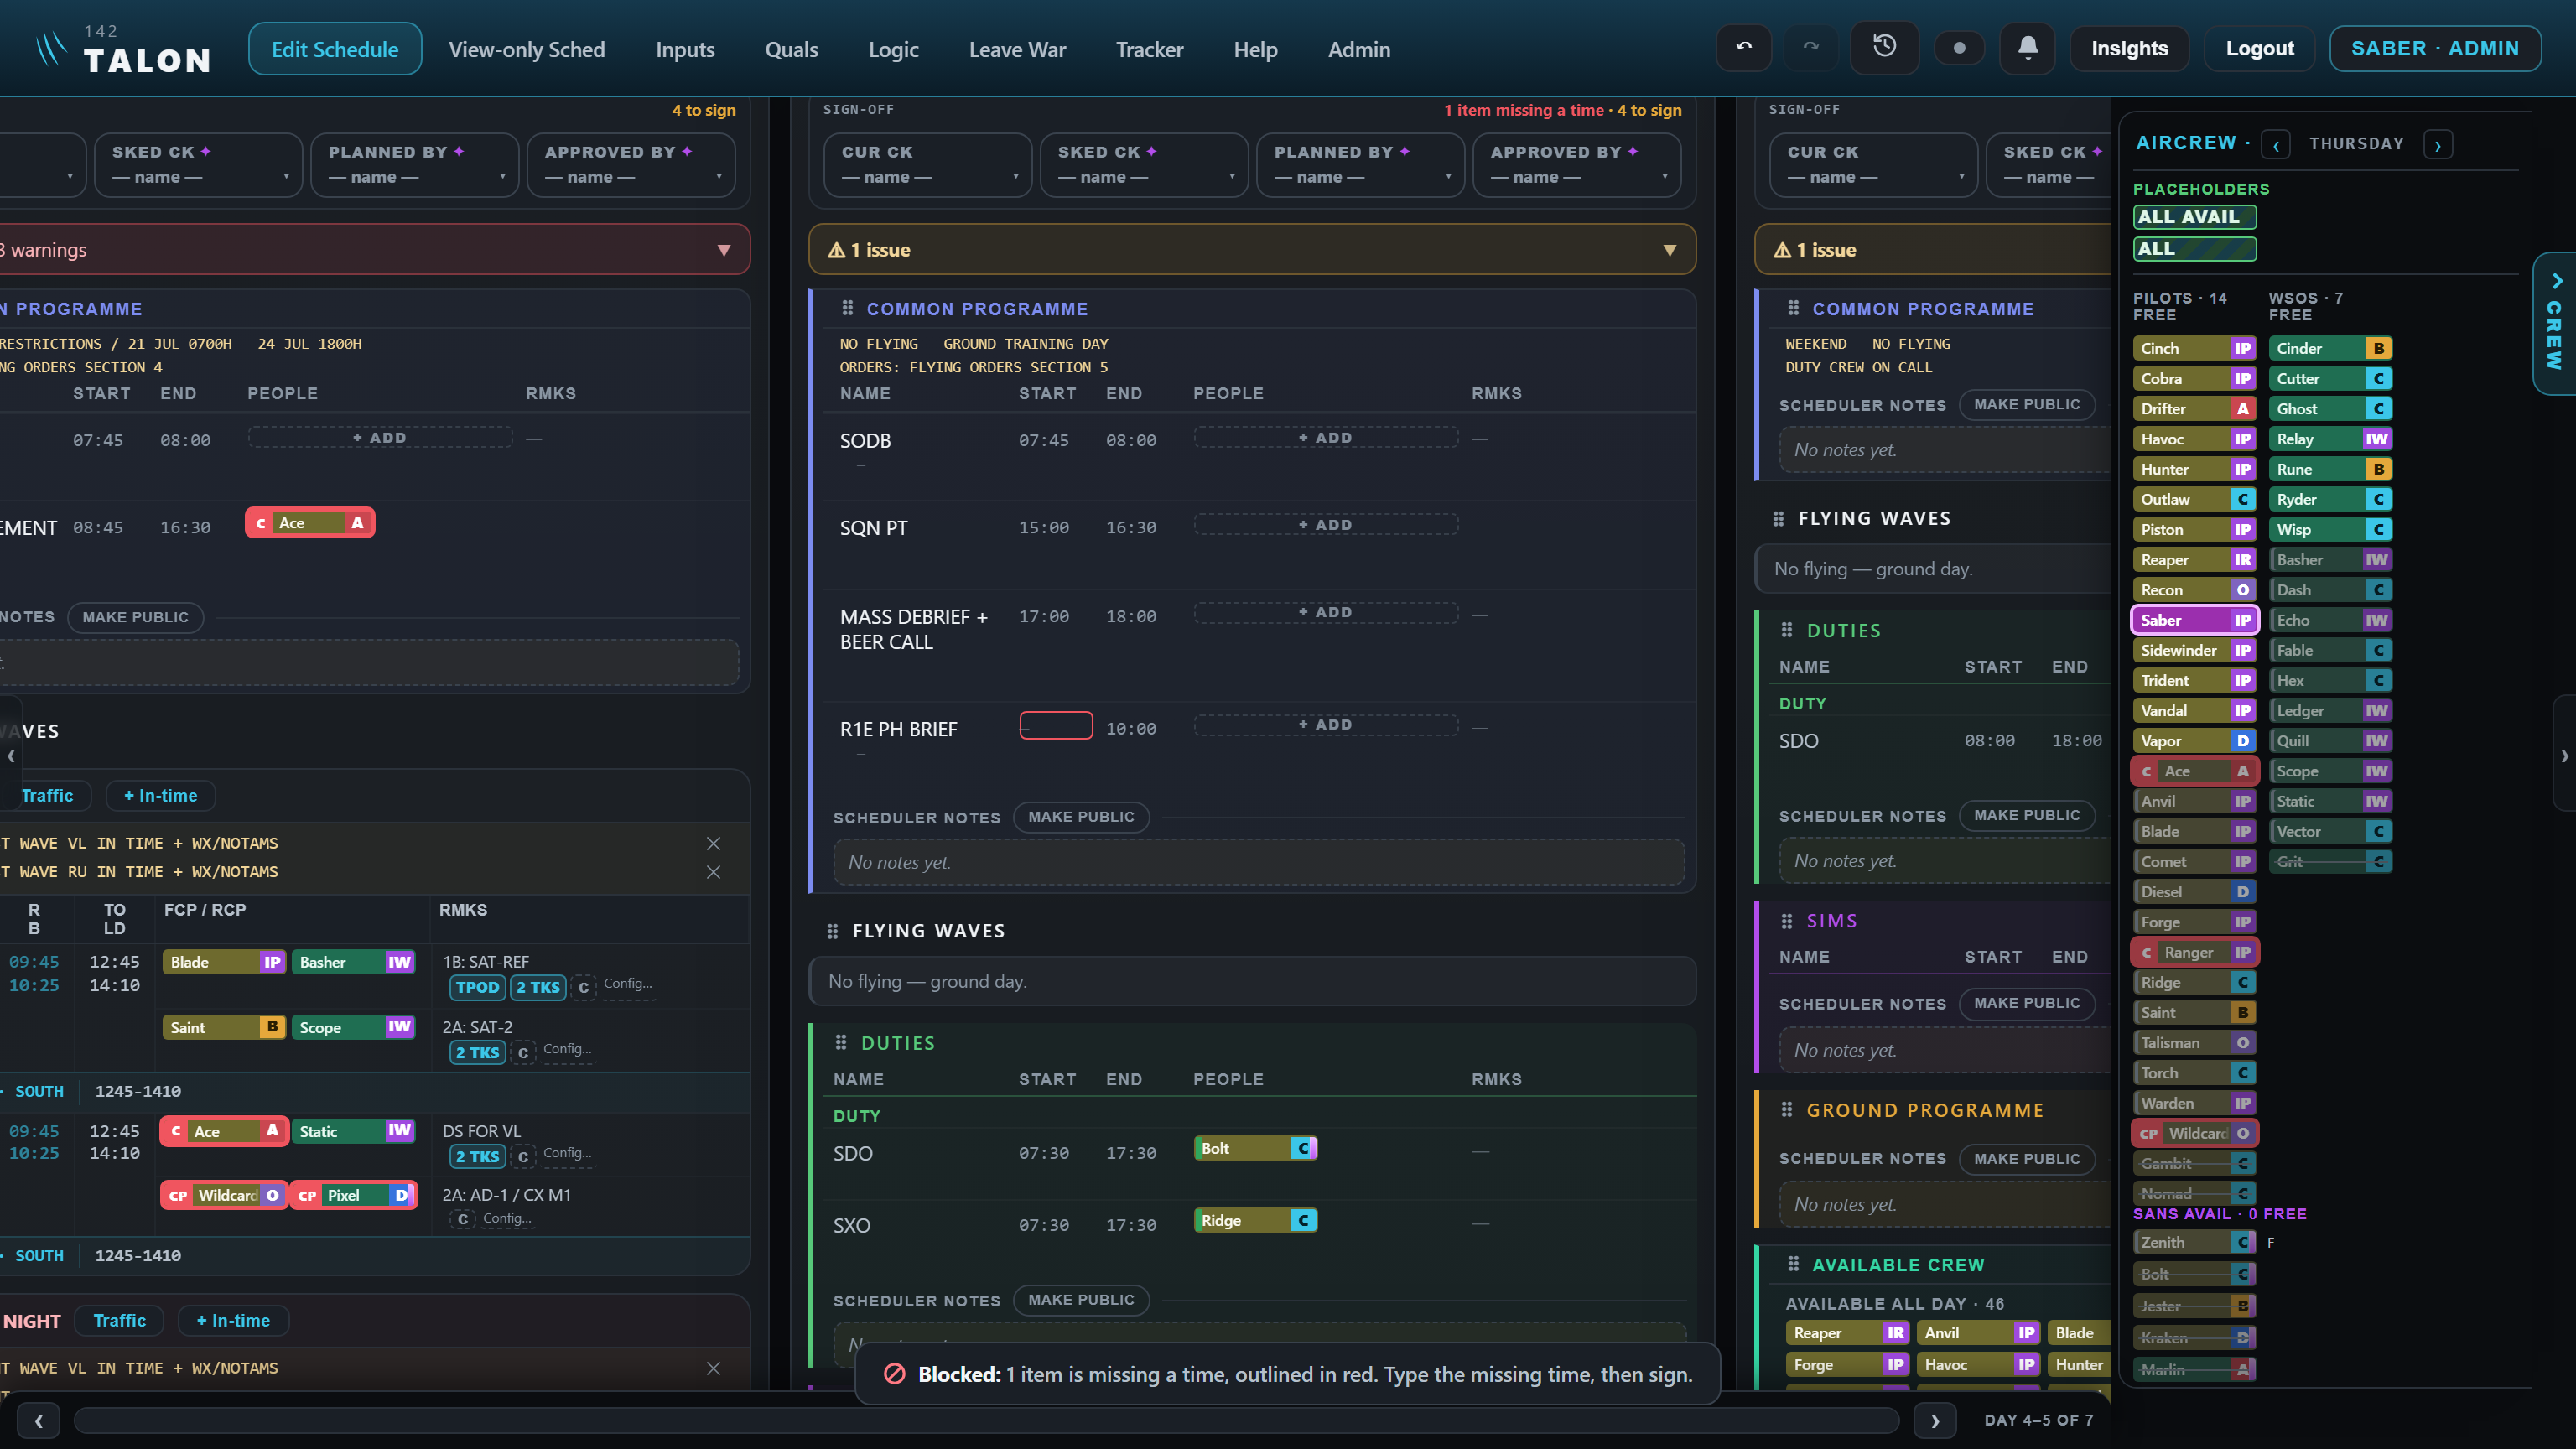 142
TALON
Edit Schedule
View-only Sched
Inputs
Quals
Logic
Leave War
Tracker
Help
Admin
Insights
Logout
SABER · ADMIN
4 to sign
SKED CK ✦
— name —
PLANNED BY ✦
— name —
APPROVED BY ✦
— name —
3 warnings
N PROGRAMME
RESTRICTIONS / 21 JUL 0700H - 24 JUL 1800H
NG ORDERS SECTION 4
START END PEOPLE RMKS
07:45 08:00 + ADD —
EMENT 08:45 16:30 C Ace A —
NOTES MAKE PUBLIC
WAVES
Traffic + In-time
T WAVE VL IN TIME + WX/NOTAMS
T WAVE RU IN TIME + WX/NOTAMS
R
B
TO
LD
FCP / RCP
RMKS
09:45
10:25
12:45
14:10
Blade IP Basher IW
1B: SAT-REF
TPOD 2 TKS C Config...
Saint B Scope IW
2A: SAT-2
2 TKS C Config...
SOUTH 1245-1410
09:45
10:25
12:45
14:10
C Ace A Static IW
DS FOR VL
2 TKS C Config...
CP Wildcard O CP Pixel D
2A: AD-1 / CX M1
C Config...
SOUTH 1245-1410
NIGHT Traffic + In-time
T WAVE VL IN TIME + WX/NOTAMS
SIGN-OFF
1 item missing a time · 4 to sign
CUR CK
— name —
SKED CK ✦
— name —
PLANNED BY ✦
— name —
APPROVED BY ✦
— name —
⚠ 1 issue
COMMON PROGRAMME
NO FLYING - GROUND TRAINING DAY
ORDERS: FLYING ORDERS SECTION 5
NAME START END PEOPLE RMKS
SODB 07:45 08:00 + ADD —
—
SQN PT 15:00 16:30 + ADD —
—
MASS DEBRIEF + 17:00 18:00 + ADD —
BEER CALL
—
R1E PH BRIEF — 10:00 + ADD —
—
SCHEDULER NOTES MAKE PUBLIC
No notes yet.
FLYING WAVES
No flying — ground day.
DUTIES
NAME START END PEOPLE RMKS
DUTY
SDO 07:30 17:30 Bolt C —
SXO 07:30 17:30 Ridge C —
SCHEDULER NOTES MAKE PUBLIC
SIGN-OFF
CUR CK
— name —
SKED CK ✦
— name —
⚠ 1 issue
COMMON PROGRAMME
WEEKEND - NO FLYING
DUTY CREW ON CALL
SCHEDULER NOTES MAKE PUBLIC
No notes yet.
FLYING WAVES
No flying — ground day.
DUTIES
NAME START END
DUTY
SDO 08:00 18:00
SCHEDULER NOTES MAKE PUBLIC
No notes yet.
SIMS
NAME START END
SCHEDULER NOTES MAKE PUBLIC
No notes yet.
GROUND PROGRAMME
SCHEDULER NOTES MAKE PUBLIC
No notes yet.
AVAILABLE CREW
AVAILABLE ALL DAY · 46
Reaper IR Anvil IP Blade
Forge IP Havoc IP Hunter
AIRCREW · ‹ THURSDAY ›
PLACEHOLDERS
ALL AVAIL
ALL
PILOTS · 14
FREE
Cinch IP
Cobra IP
Drifter A
Havoc IP
Hunter IP
Outlaw C
Piston IP
Reaper IR
Recon O
Saber IP
Sidewinder IP
Trident IP
Vandal IP
Vapor D
C Ace A
Anvil IP
Blade IP
Comet IP
Diesel D
Forge IP
C Ranger IP
Ridge C
Saint B
Talisman O
Torch C
Warden IP
CP Wildcard O
Gambit C
Nomad C
WSOS · 7
FREE
Cinder B
Cutter C
Ghost C
Relay IW
Rune B
Ryder C
Wisp C
Basher IW
Dash C
Echo IW
Fable C
Hex C
Ledger IW
Quill IW
Scope IW
Static IW
Vector C
Grit C
SANS AVAIL · 0 FREE
Zenith C F
Bolt C
Jester B
Kraken D
Marlin A
CREW
Blocked: 1 item is missing a time, outlined in red. Type the missing time, then sign.
DAY 4–5 OF 7